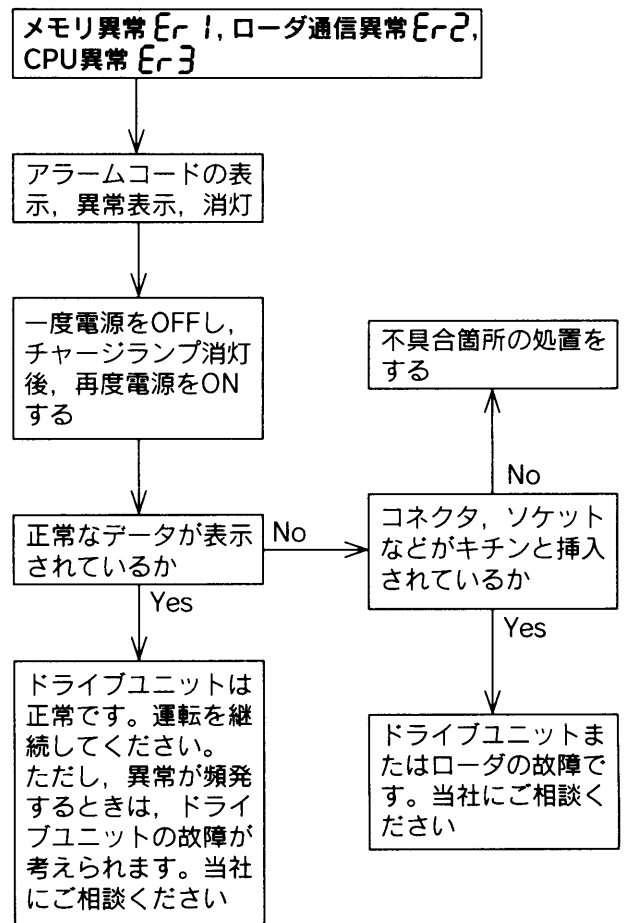 メモリ異常 Er1, ローダ通信異常 Er2,
CPU異常 Er3
アラームコードの表
示，異常表示，消灯
一度電源をOFFし，
チャージランプ消灯
後，再度電源をON
する
正常なデータが表示
されているか
No
Yes
ドライブユニットは
正常です。運転を継
続してください。
ただし，異常が頻発
するときは，ドライ
ブユニットの故障が
考えられます。当社
にご相談ください
不具合箇所の処置を
する
No
コネクタ，ソケット
などがキチンと挿入
されているか
Yes
ドライブユニットま
たはローダの故障で
す。当社にご相談く
ださい